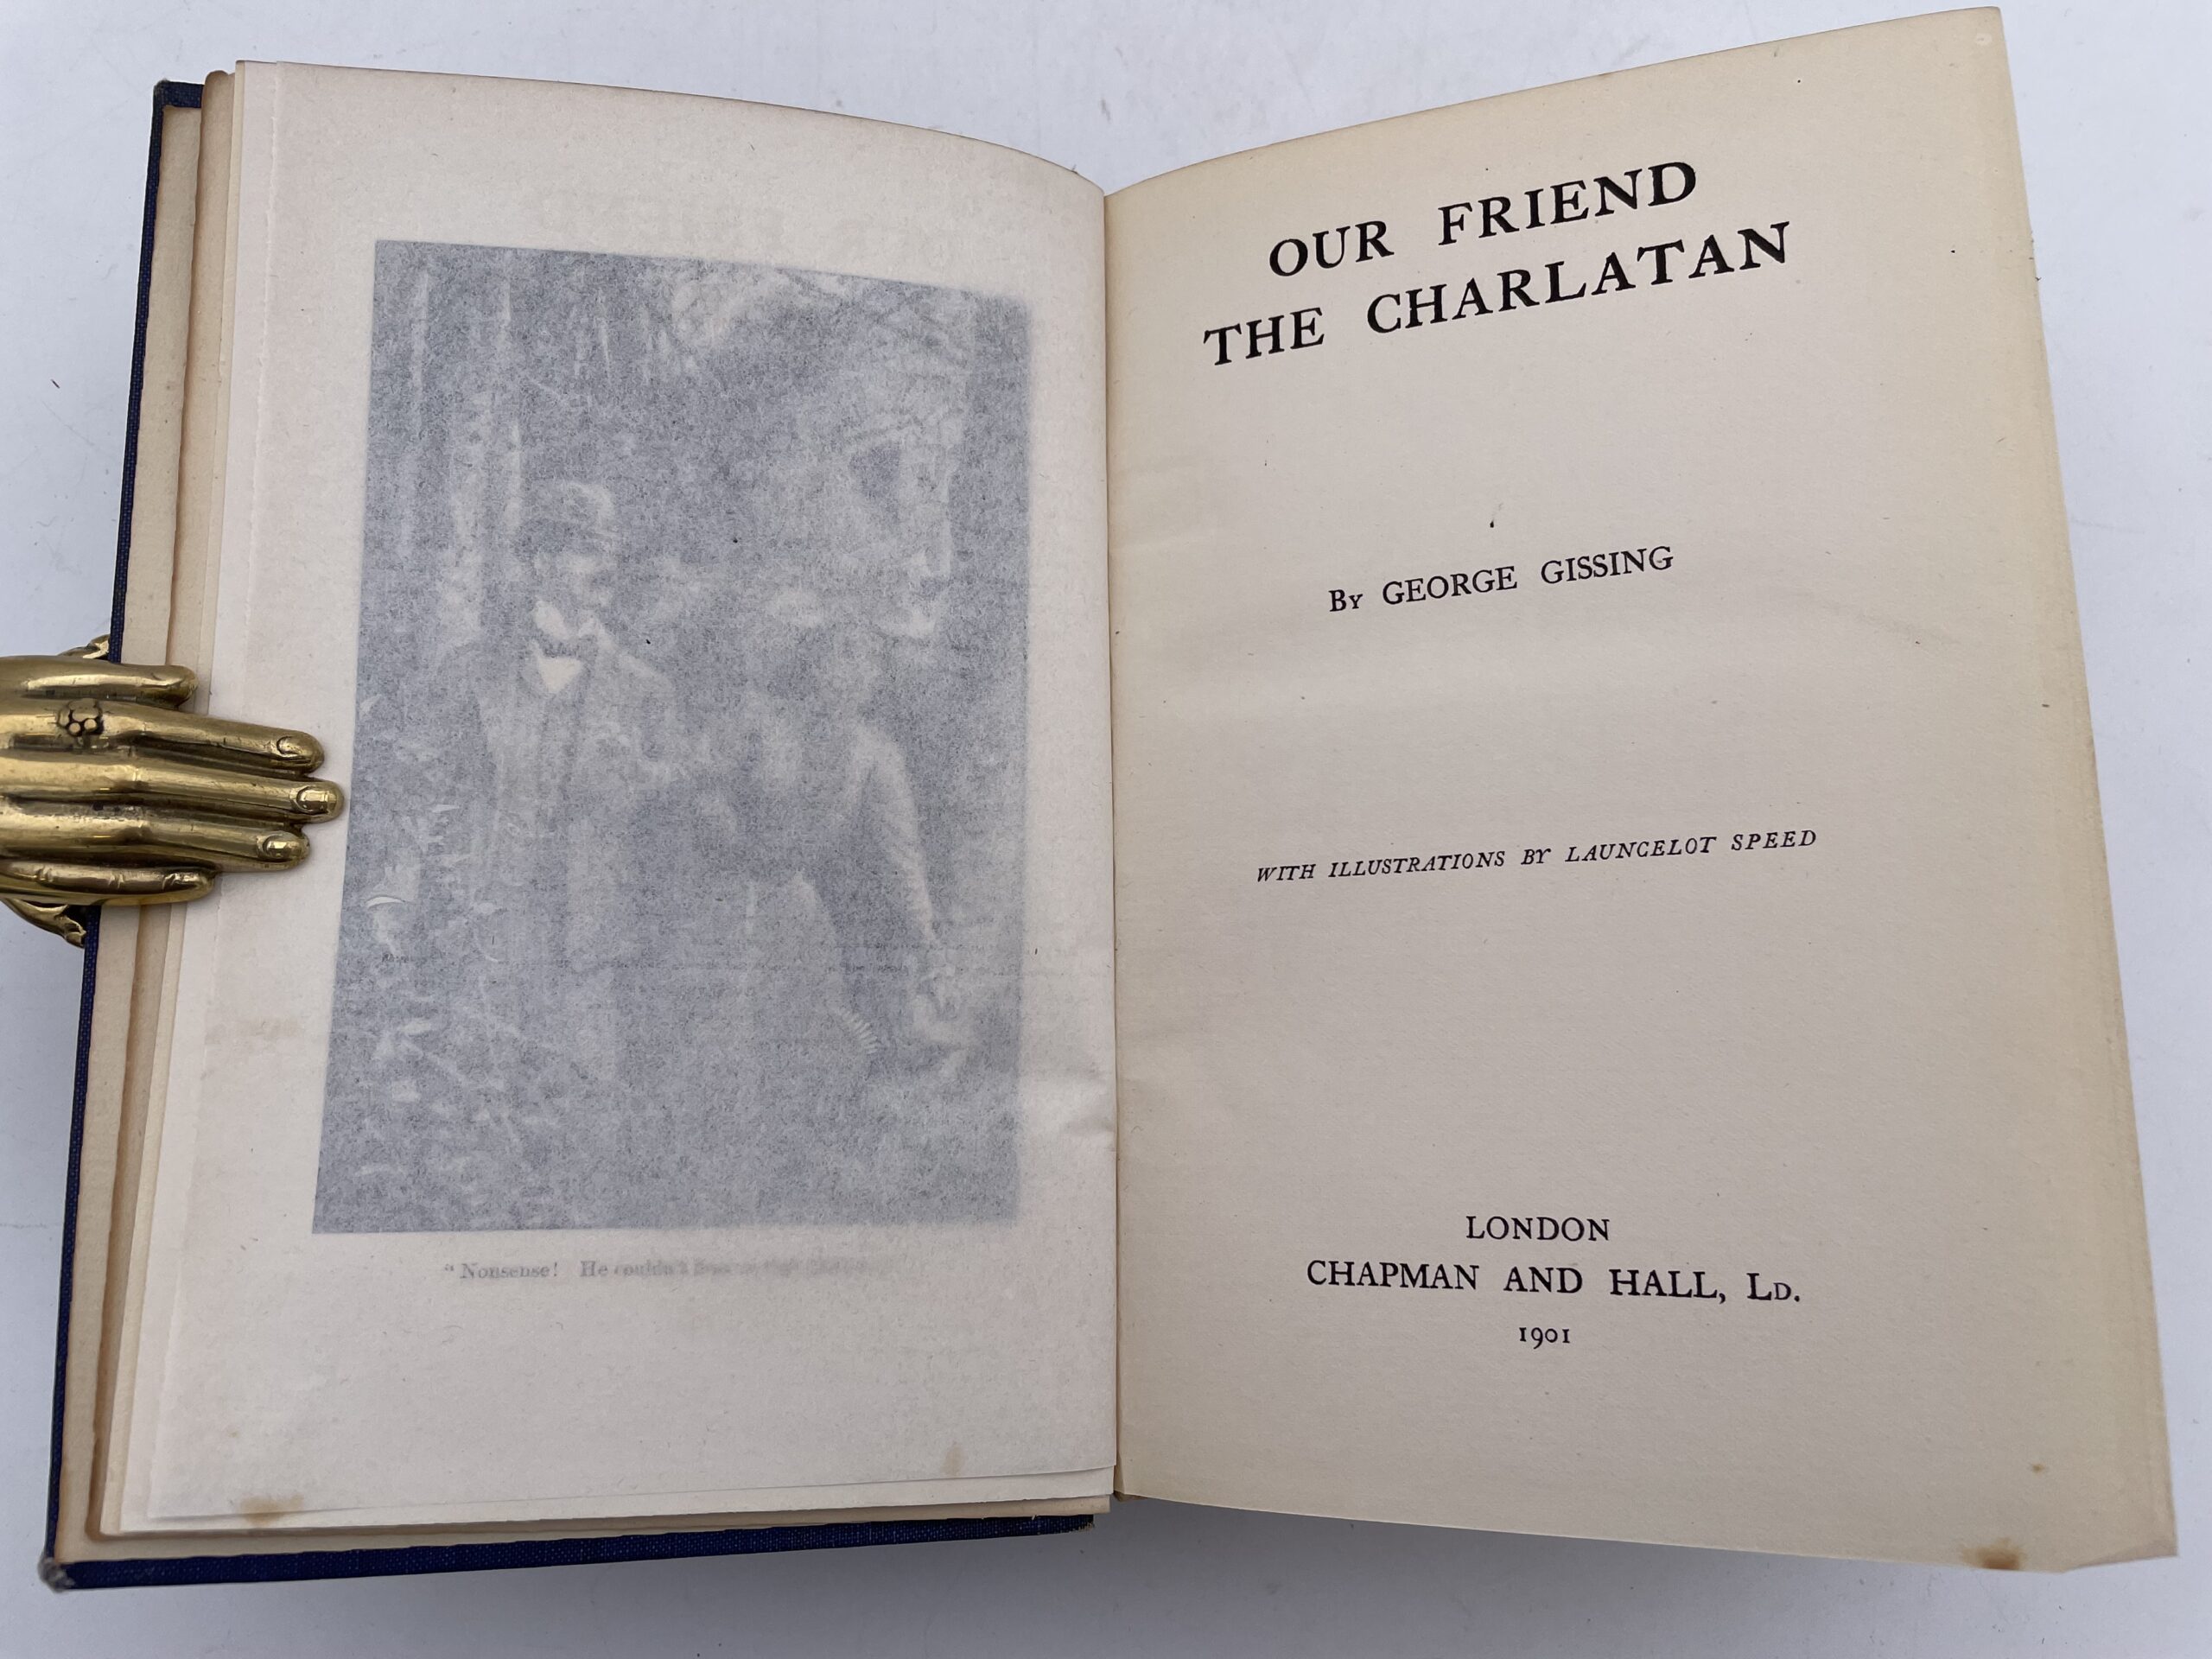 "Nonsense! He couldn't
OUR FRIEND
THE CHARLATAN
By GEORGE GISSING
WITH ILLUSTRATIONS BY LAUNCELOT SPEED
LONDON
CHAPMAN AND HALL, LD.
1901